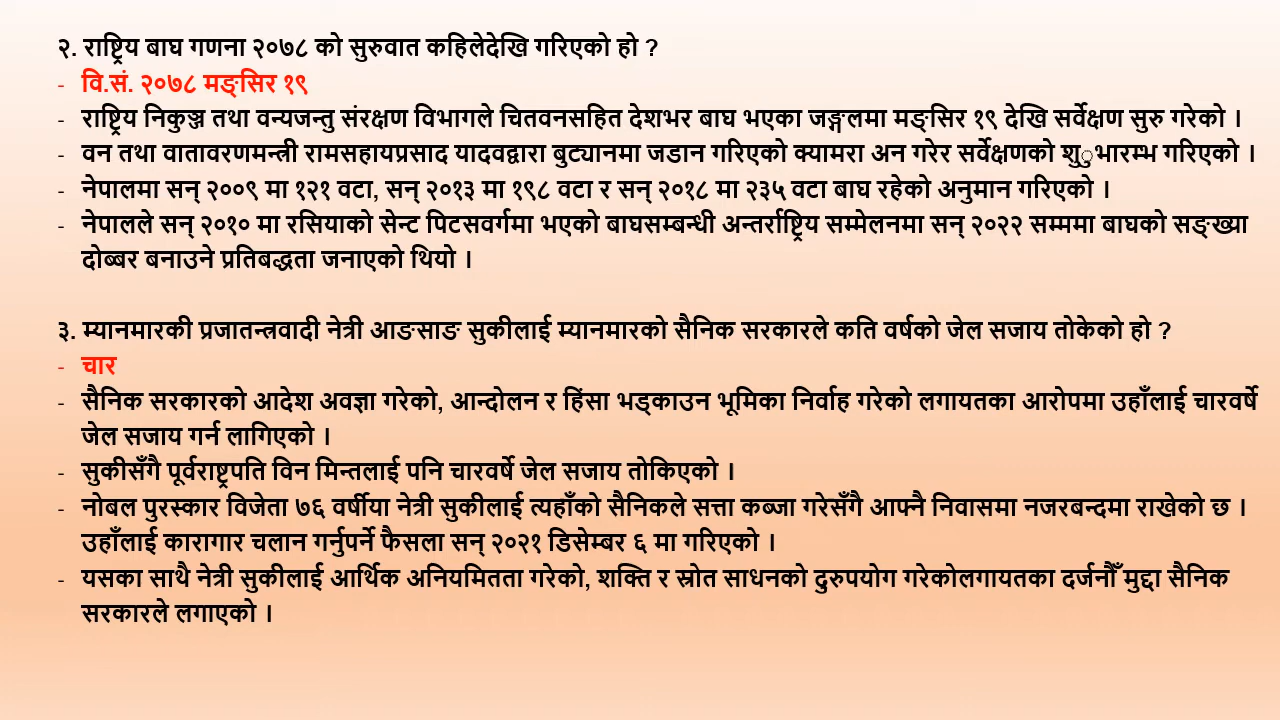 २. राष्ट्रिय बाघ गणना २०७८ को सुरुवात कहिलेदेखि गरिएको हो ?
- वि.सं. २०७८ मङ्सिर १९
- राष्ट्रिय निकुञ्ज तथा वन्यजन्तु संरक्षण विभागले चितवनसहित देशभर बाघ भएका जङ्गलमा मङ्सिर १९ देखि सर्वेक्षण सुरु गरेको ।
- वन तथा वातावरणमन्त्री रामसहायप्रसाद यादवद्वारा बुट्यानमा जडान गरिएको क्यामरा अन गरेर सर्वेक्षणको शुुभारम्भ गरिएको ।
- नेपालमा सन् २००९ मा १२१ वटा, सन् २०१३ मा १९८ वटा र सन् २०१८ मा २३५ वटा बाघ रहेको अनुमान गरिएको ।
- नेपालले सन् २०१० मा रसियाको सेन्ट पिटसवर्गमा भएको बाघसम्बन्धी अन्तर्राष्ट्रिय सम्मेलनमा सन् २०२२ सम्ममा बाघको सङ्ख्या
दोब्बर बनाउने प्रतिबद्धता जनाएको थियो ।
३. म्यानमारकी प्रजातन्त्रवादी नेत्री आङसाङ सुकीलाई म्यानमारको सैनिक सरकारले कति वर्षको जेल सजाय तोकेको हो ?
- चार
- सैनिक सरकारको आदेश अवज्ञा गरेको, आन्दोलन र हिंसा भड्काउन भूमिका निर्वाह गरेको लगायतका आरोपमा उहाँलाई चारवर्षे
जेल सजाय गर्न लागिएको ।
- सुकीसँगै पूर्वराष्ट्रपति विन मिन्तलाई पनि चारवर्षे जेल सजाय तोकिएको ।
- नोबल पुरस्कार विजेता ७६ वर्षीया नेत्री सुकीलाई त्यहाँको सैनिकले सत्ता कब्जा गरेसँगै आफ्नै निवासमा नजरबन्दमा राखेको छ ।
उहाँलाई कारागार चलान गर्नुपर्ने फैसला सन् २०२१ डिसेम्बर ६ मा गरिएको ।
- यसका साथै नेत्री सुकीलाई आर्थिक अनियमितता गरेको, शक्ति र स्रोत साधनको दुरुपयोग गरेकोलगायतका दर्जनौँ मुद्दा सैनिक
सरकारले लगाएको ।